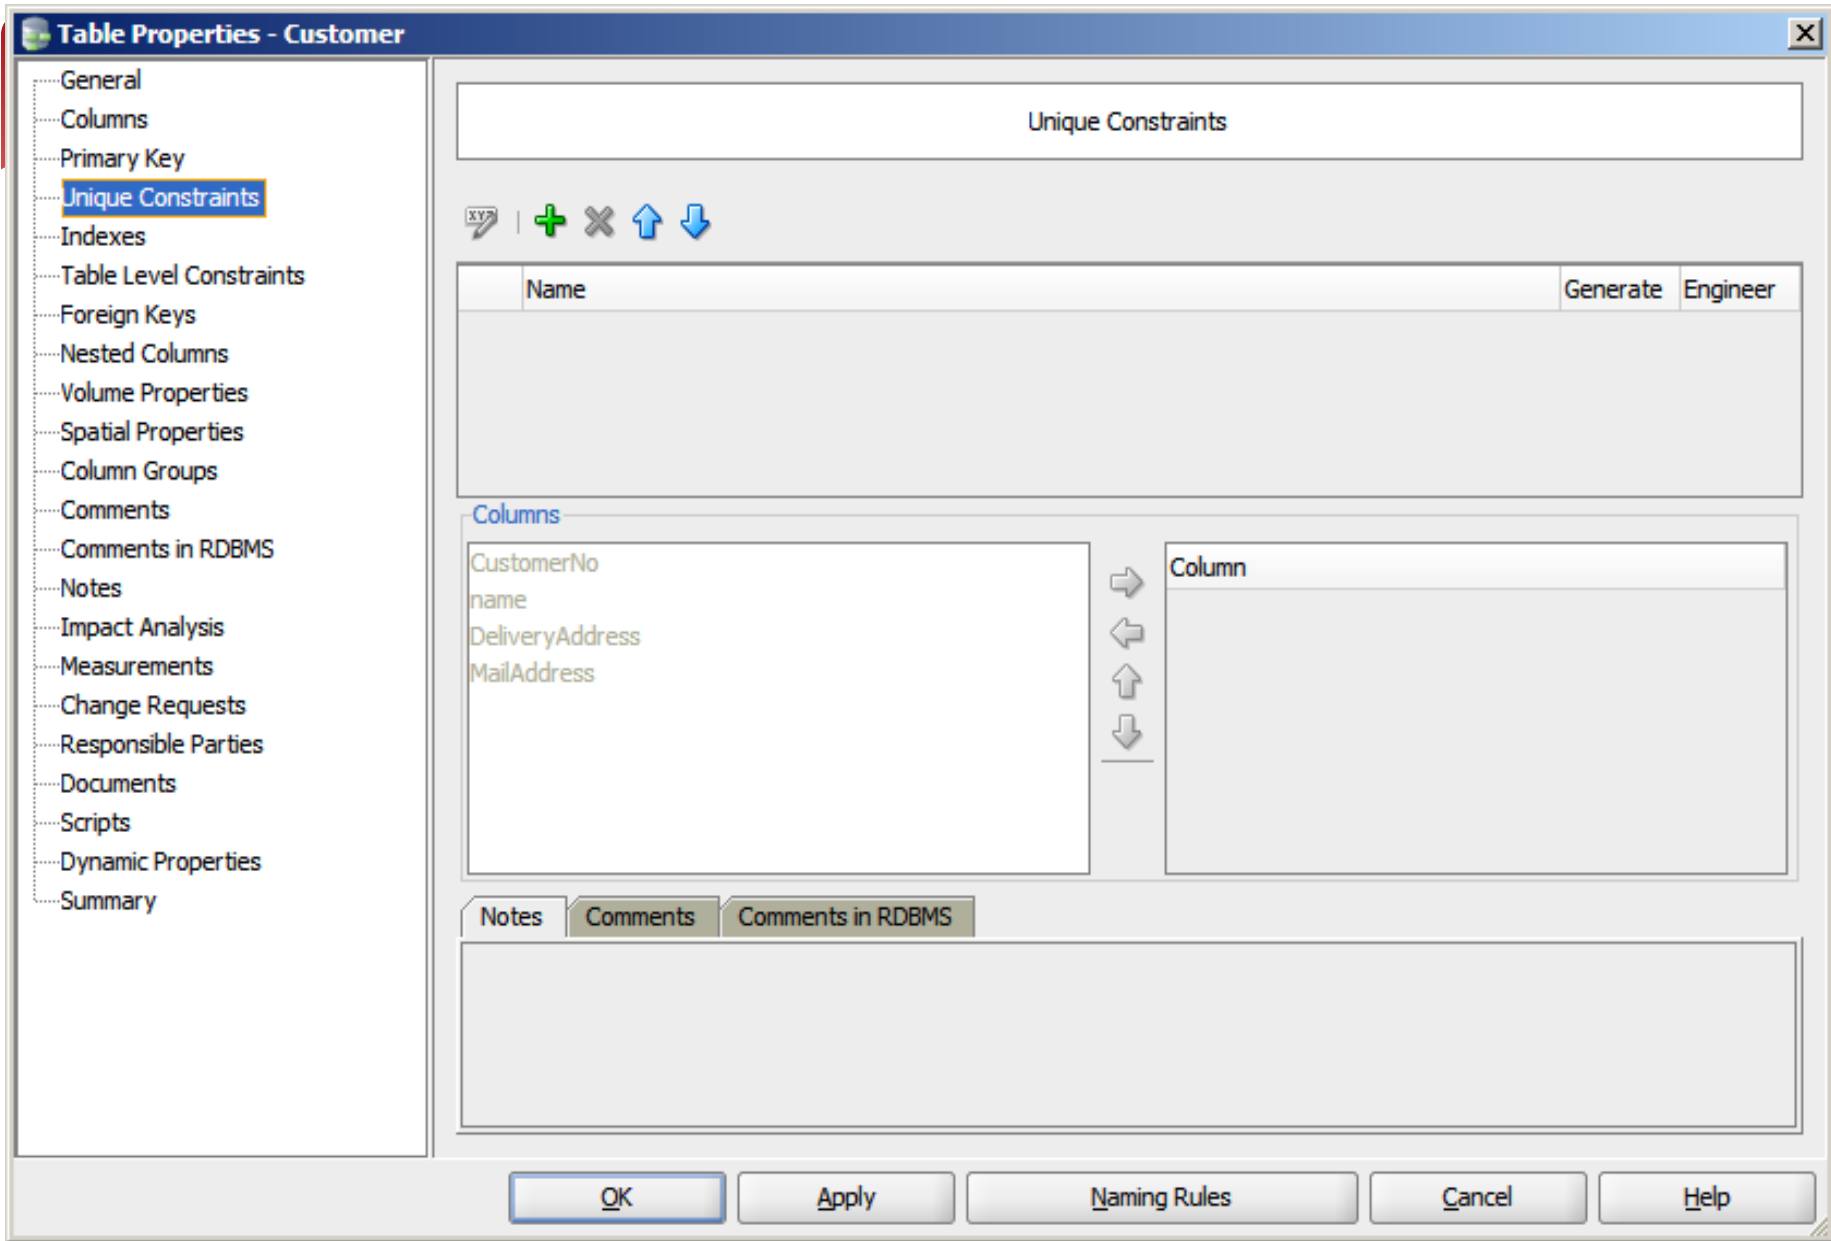 Table Properties - Customer
General
Columns
Primary Key
Unique Constraints
Indexes
Table Level Constraints
Foreign Keys
Nested Columns
Volume Properties
Spatial Properties
Column Groups
Comments
Comments in RDBMS
Notes
Impact Analysis
Measurements
Change Requests
Responsible Parties
Documents
Scripts
Dynamic Properties
Summary
Unique Constraints
XYZ
Name Generate Engineer
Columns
CustomerNo
name
DeliveryAddress
MailAddress
Column
Notes Comments Comments in RDBMS
OK Apply Naming Rules Cancel Help